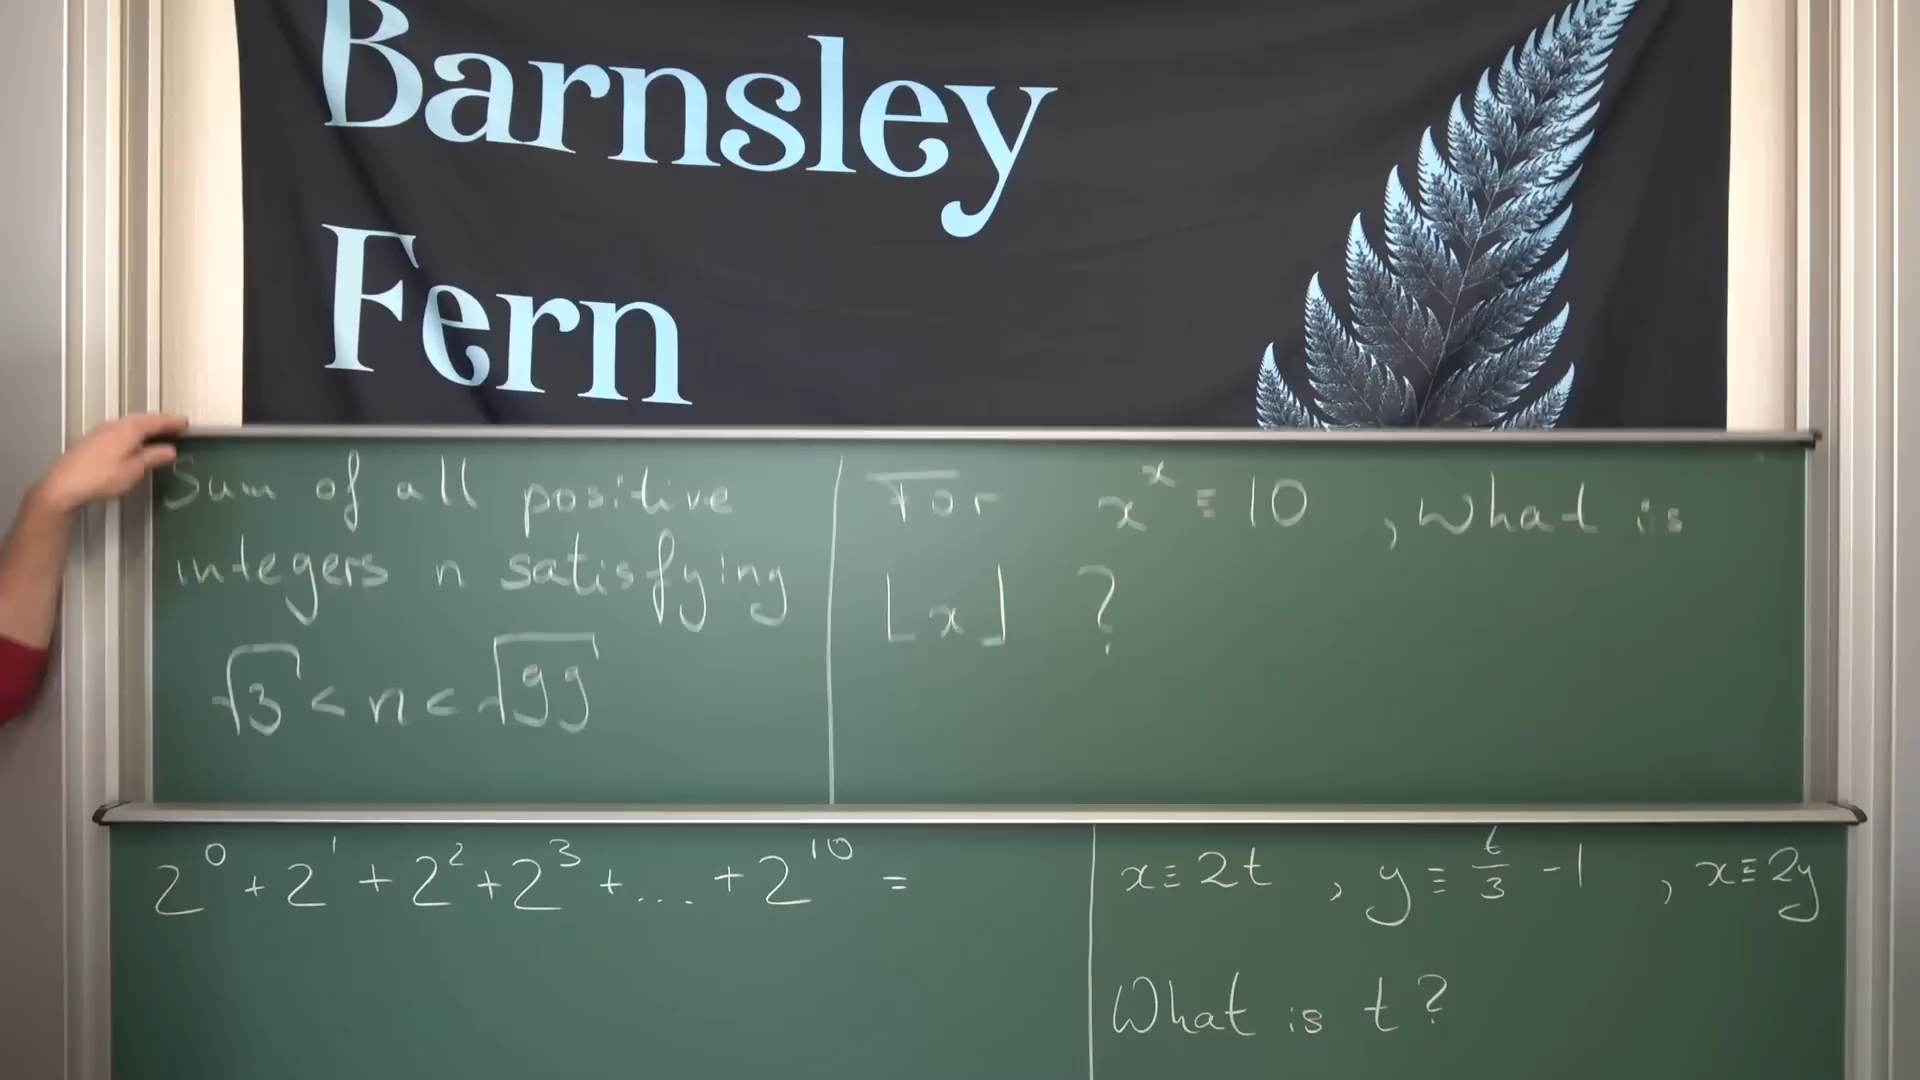 Barnsley
Fern
Sum of all positive
integers n satisfying
√3 < n < √99
For x^x = 10 , what is
⌊x⌋ ?
2^0 + 2^1 + 2^2 + 2^3 + ... + 2^10 =
x = 2t , y = t/3 - 1 , x = 2y
What is t ?